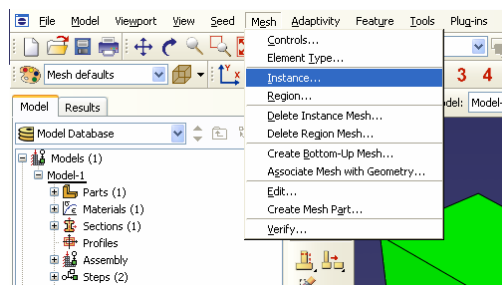 File Model Viewport View Seed Mesh Adaptivity Feature Tools Plug-ins
Controls...
Element Type...
Instance...
Region...
Delete Instance Mesh...
Delete Region Mesh...
Create Bottom-Up Mesh...
Associate Mesh with Geometry...
Edit...
Create Mesh Part...
Verify...
Mesh defaults
3 4
Model Results
Model-
Model Database
Models (1)
Model-1
Parts (1)
Materials (1)
Sections (1)
Profiles
Assembly
Steps (2)